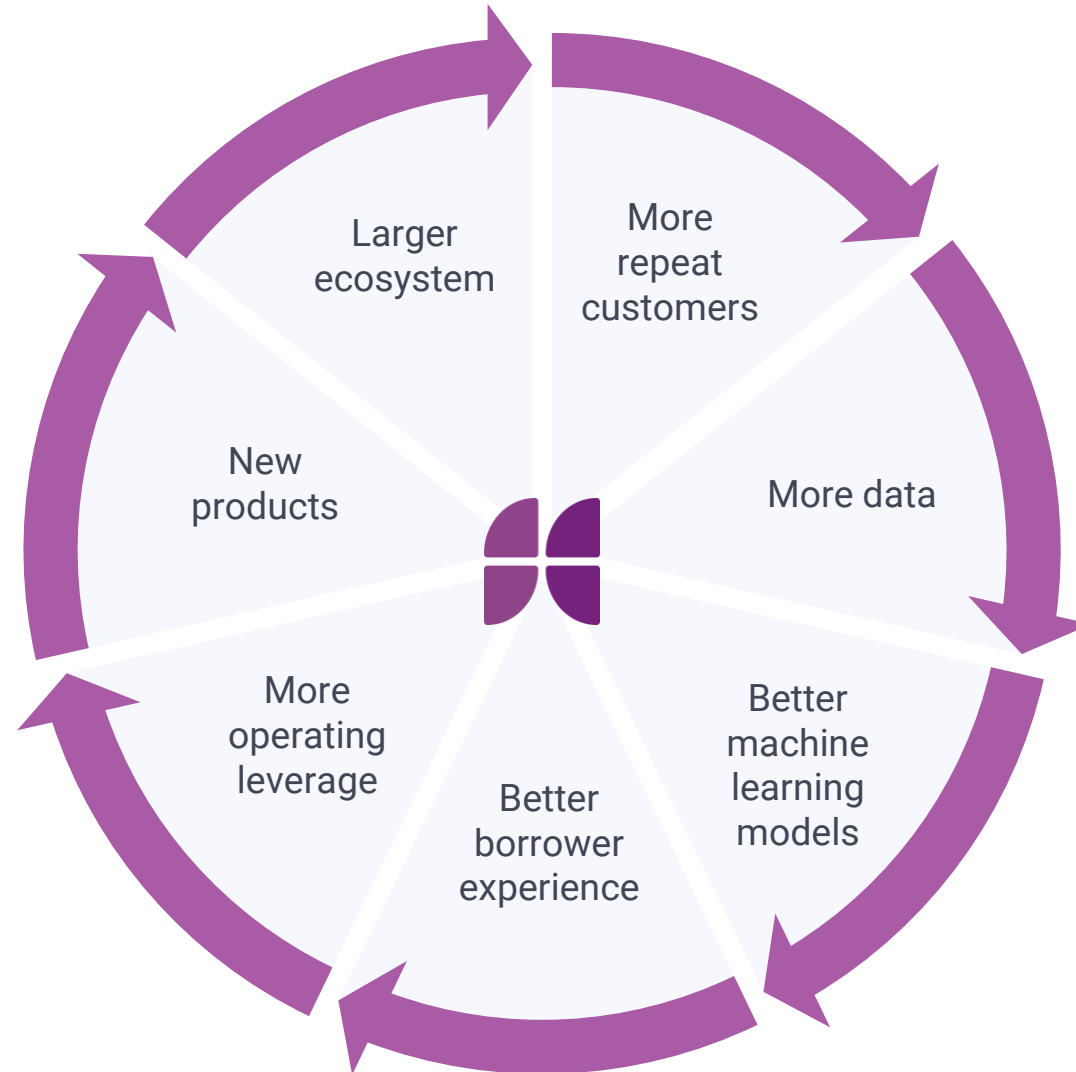 Larger
ecosystem
More
repeat
customers
More data
Better
machine
learning
models
Better
borrower
experience
More
operating
leverage
New
products